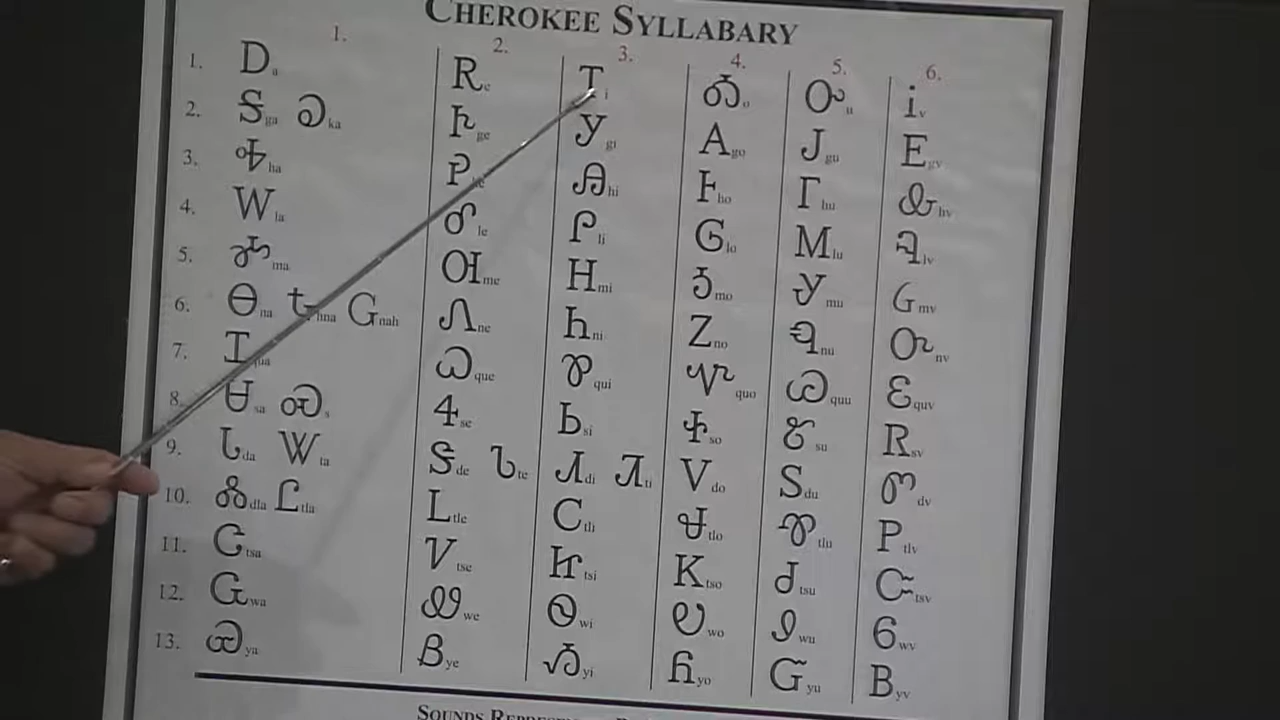 CHEROKEE SYLLABARY
1. 2. 3. 4. 5. 6.
1. Ꭰ a Ꭱ e Ꭲ i Ꭳ o Ꭴ u Ꭵ v
2. Ꭶ ga Ꭷ ka Ꭸ ge Ꭹ gi Ꭺ go Ꭻ gu Ꭼ gv
3. Ꭽ ha Ꭾ he Ꭿ hi Ꮀ ho Ꮁ hu Ꮂ hv
4. Ꮃ la Ꮄ le Ꮅ li Ꮆ lo Ꮇ lu Ꮈ lv
5. Ꮉ ma Ꮊ me Ꮋ mi Ꮌ mo Ꮍ mu Ᏽ mv
6. Ꮎ na Ꮏ hna Ꮐ nah Ꮑ ne Ꮒ ni Ꮓ no Ꮔ nu Ꮕ nv
7. Ꮖ qua Ꮗ que Ꮘ qui Ꮙ quo Ꮚ quu Ꮛ quv
8. Ꮜ sa Ꮝ s Ꮞ se Ꮟ si Ꮠ so Ꮡ su Ꮢ sv
9. Ꮣ da Ꮤ ta Ꮥ de Ꮦ te Ꮧ di Ꮨ ti Ꮩ do Ꮪ du Ꮫ dv
10. Ꮬ dla Ꮭ tla Ꮮ tle Ꮯ tli Ꮰ tlo Ꮱ tlu Ꮲ tlv
11. Ꮳ tsa Ꮴ tse Ꮵ tsi Ꮶ tso Ꮷ tsu Ꮸ tsv
12. Ꮹ wa Ꮺ we Ꮻ wi Ꮼ wo Ꮽ wu Ꮾ wv
13. Ꮿ ya Ᏸ ye Ᏹ yi Ᏺ yo Ᏻ yu Ᏼ yv
SOUNDS